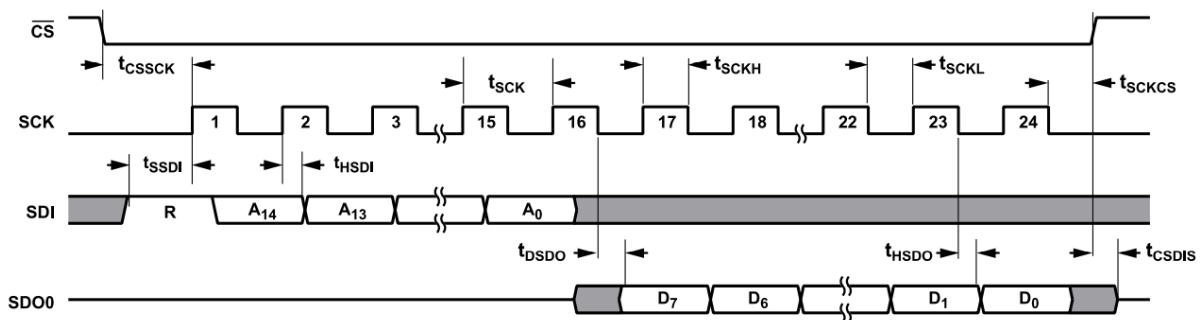 CS
tCSSCK tSCK tSCKH tSCKL tSCKCS
SCK 1 2 3 15 16 17 18 22 23 24
tSSDI tHSDI
SDI R A14 A13 A0
tDSDO tHSDO tCSDIS
SDO0 D7 D6 D1 D0